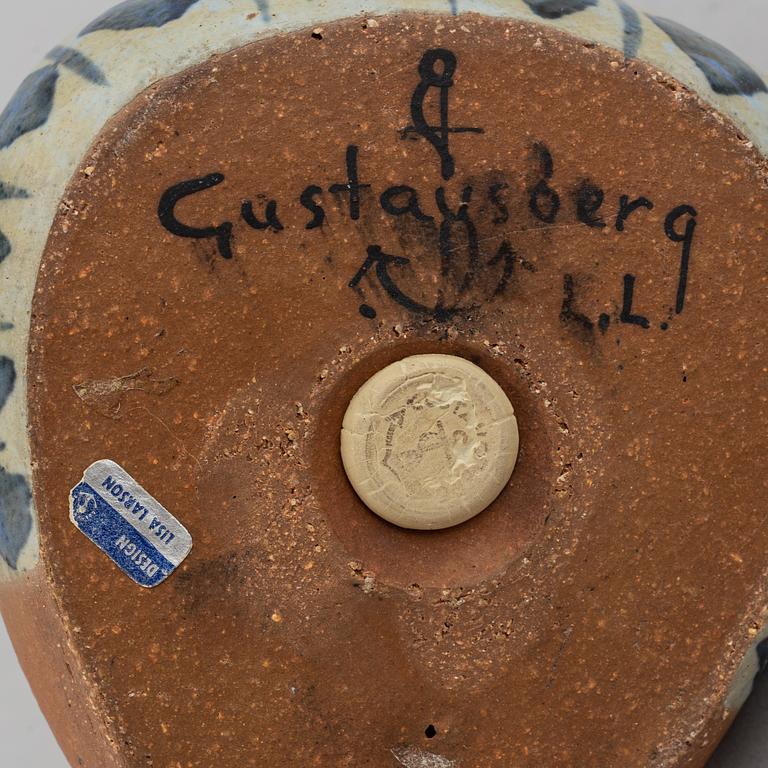 Gustavsberg
L.L.
DESIGN
LISA LARSON